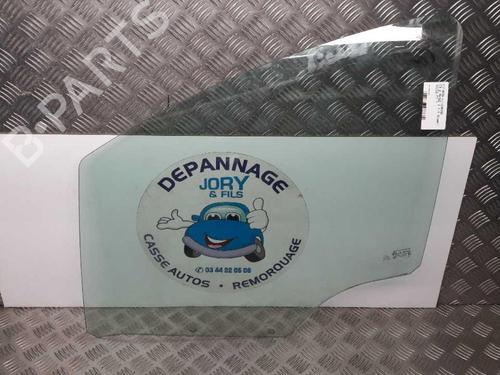 B-PARTS
DEPANNAGE
JORY
& FILS
✆ 03 44 52 05 08
CASSE AUTOS • REMORQUAGE